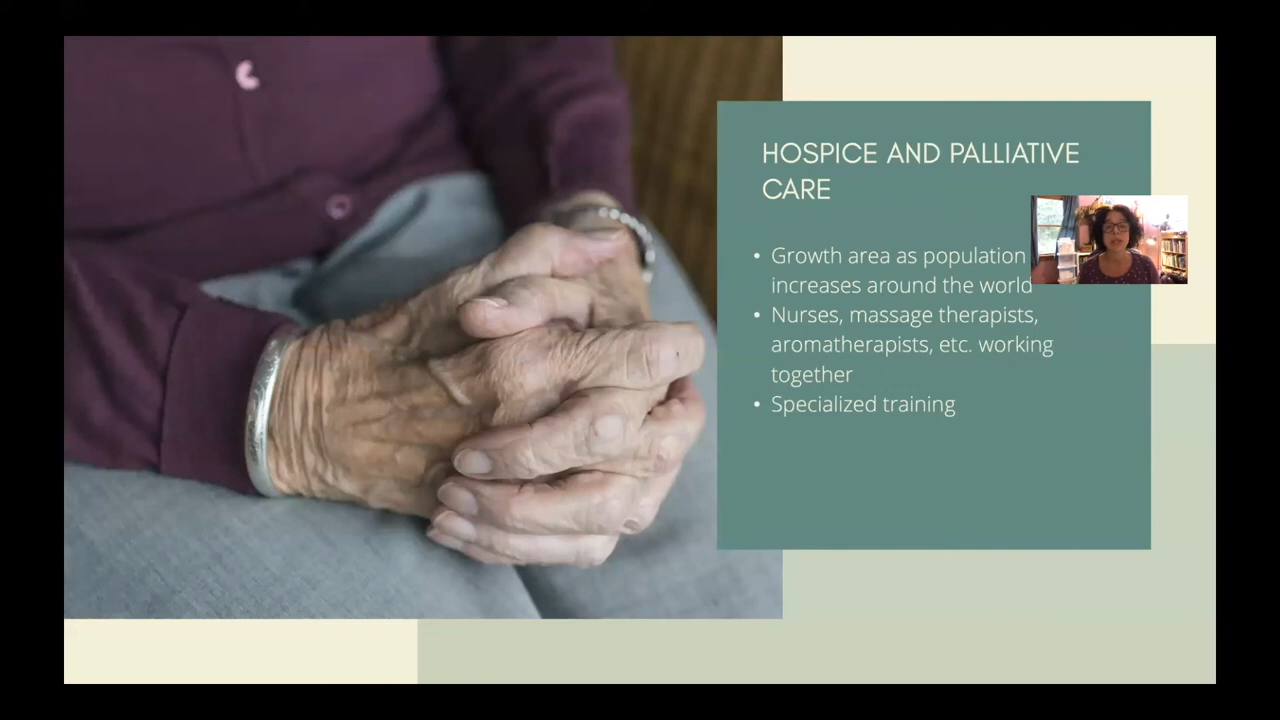 HOSPICE AND PALLIATIVE
CARE
• Growth area as population
increases around the world
• Nurses, massage therapists,
aromatherapists, etc. working
together
• Specialized training